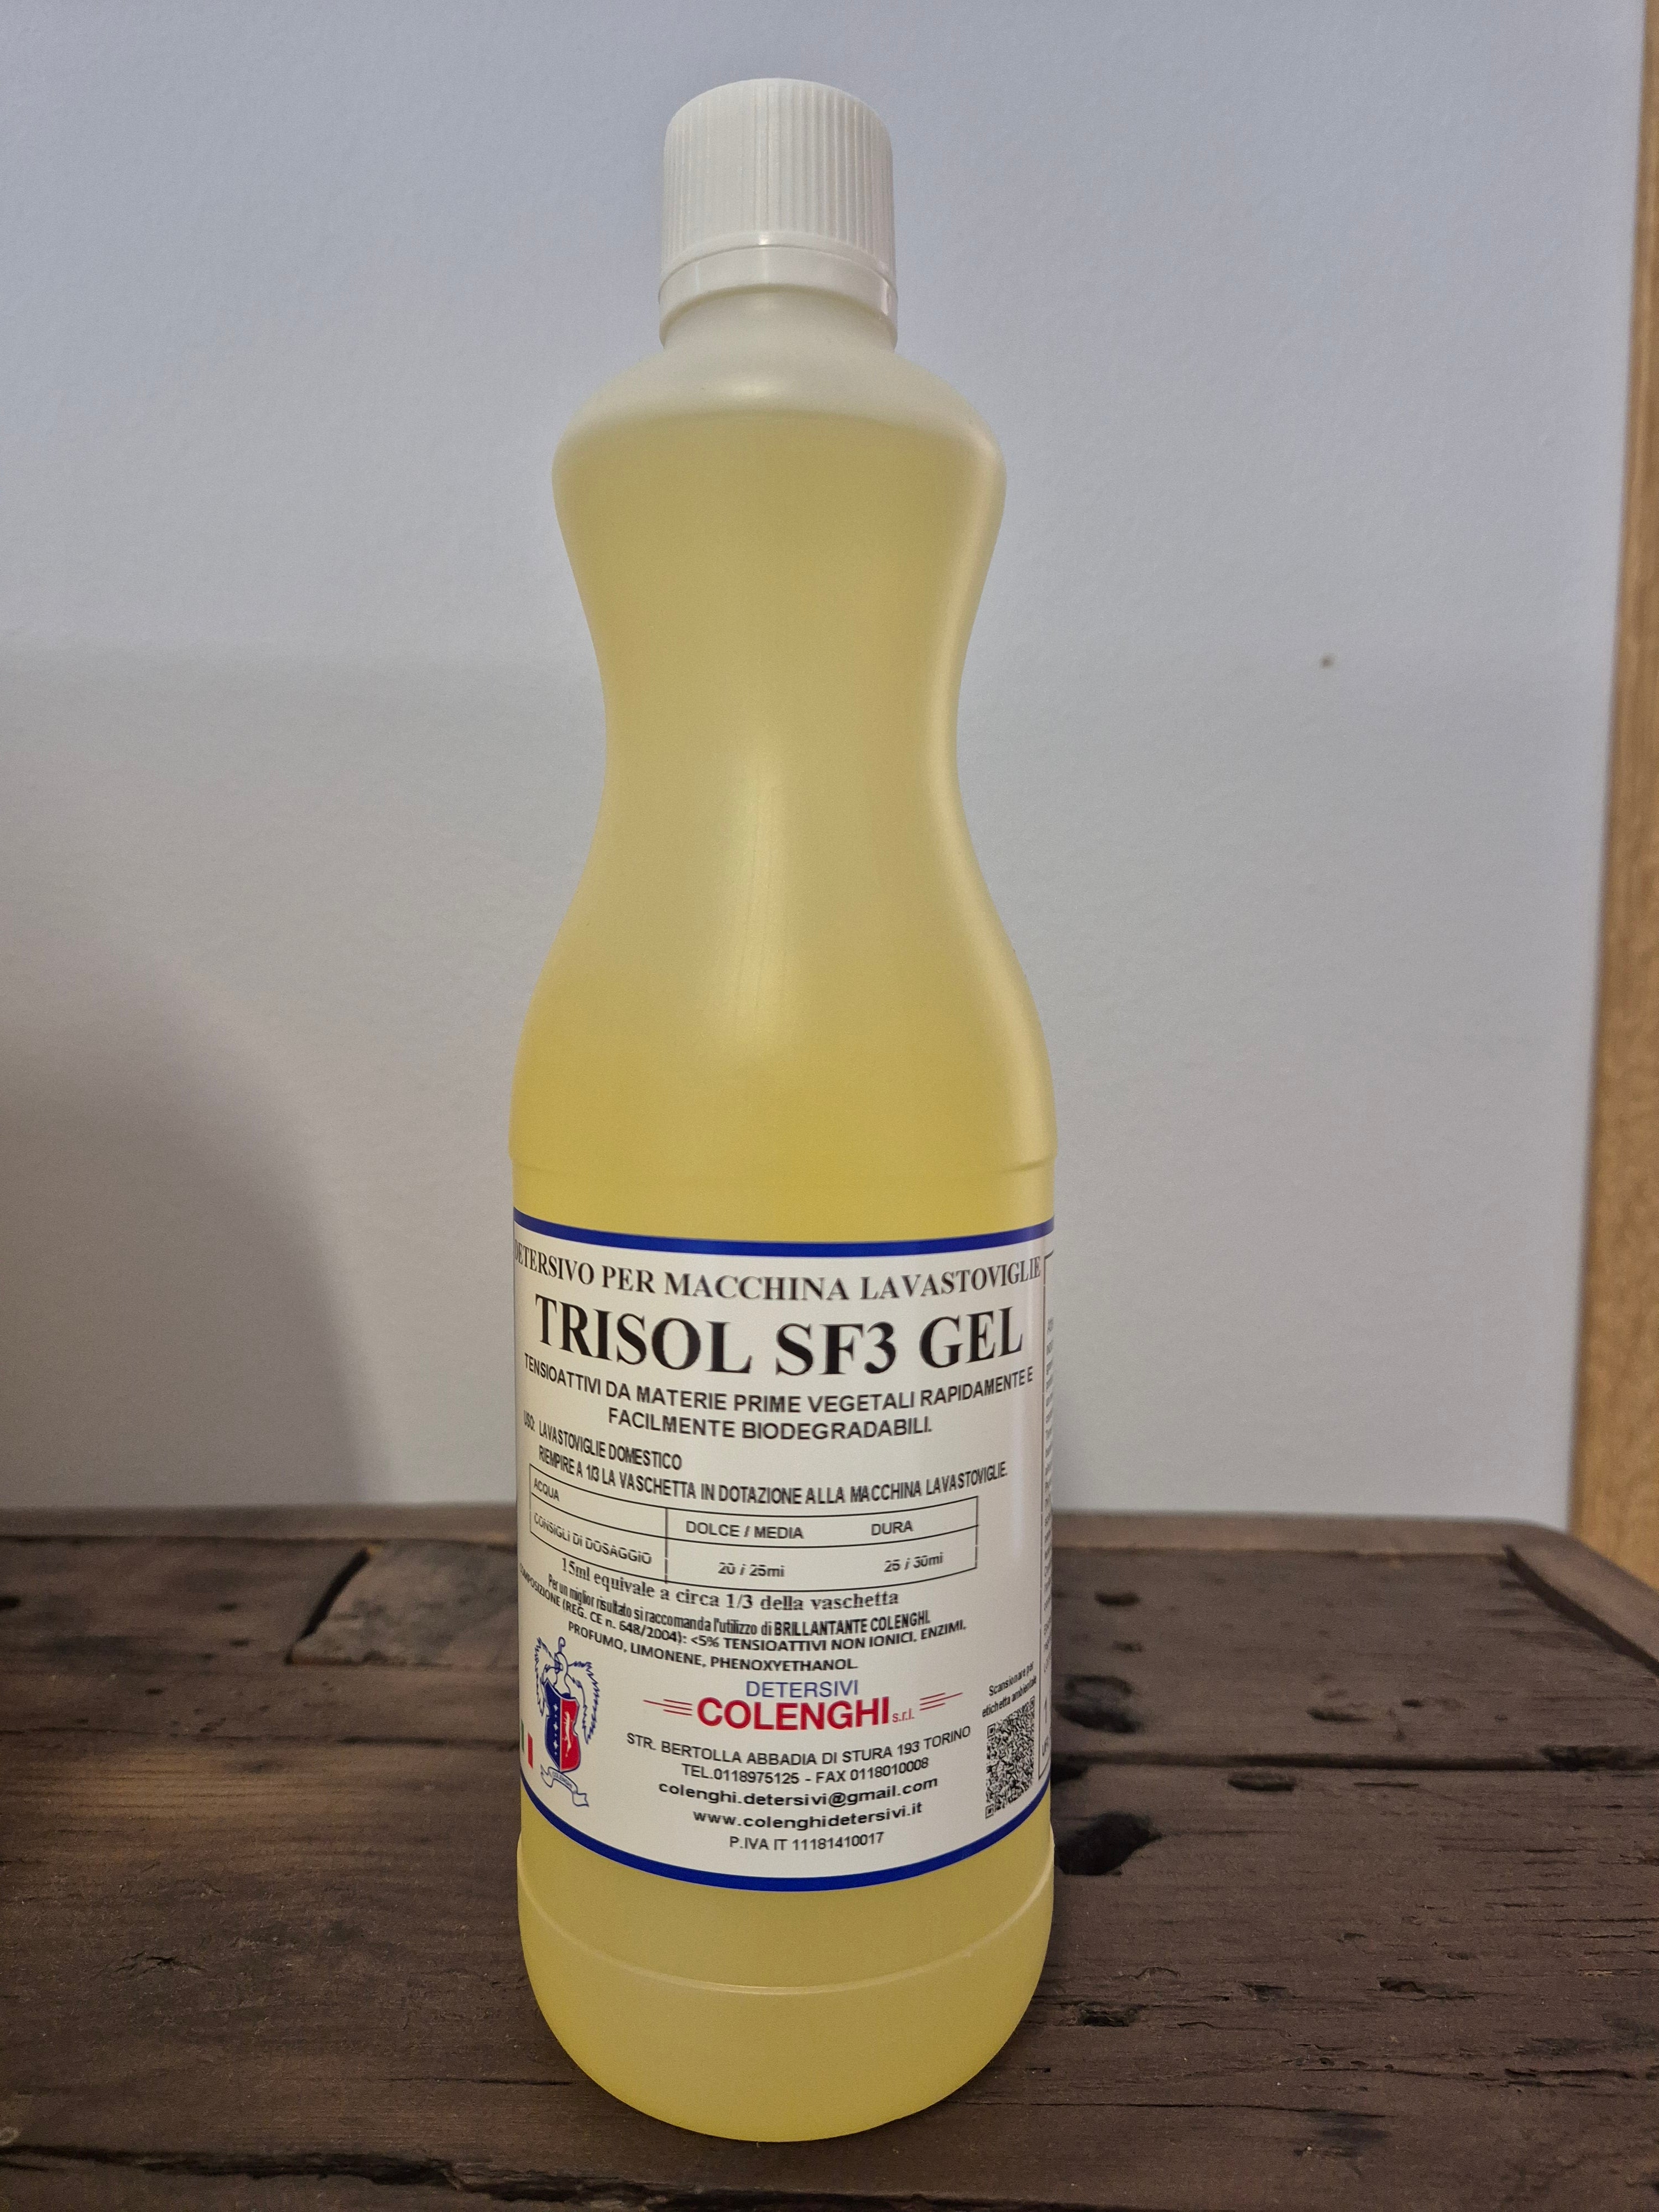 DETERSIVO PER MACCHINA LAVASTOVIGLIE
TRISOL SF3 GEL
TENSIOATTIVI DA MATERIE PRIME VEGETALI RAPIDAMENTE E
FACILMENTE BIODEGRADABILI.
USO: LAVASTOVIGLIE DOMESTICO
RIEMPIRE A 1/3 LA VASCHETTA IN DOTAZIONE ALLA MACCHINA LAVASTOVIGLIE.
ACQUA DOLCE / MEDIA DURA
CONSIGLI DI DOSAGGIO 20 / 25ml 25 / 30ml
15ml equivale a circa 1/3 della vaschetta
Per un miglior risultato si raccomanda l'utilizzo di BRILLANTANTE COLENGHI.
COMPOSIZIONE (REG. CE n. 648/2004): <5% TENSIOATTIVI NON IONICI, ENZIMI,
PROFUMO, LIMONENE, PHENOXYETHANOL.
DETERSIVI
COLENGHI s.r.l.
STR. BERTOLLA ABBADIA DI STURA 193 TORINO
TEL.0118975125 - FAX 0118010008
colenghi.detersivi@gmail.com
www.colenghidetersivi.it
P.IVA IT 11181410017
Scansionare per
etichetta ambientale